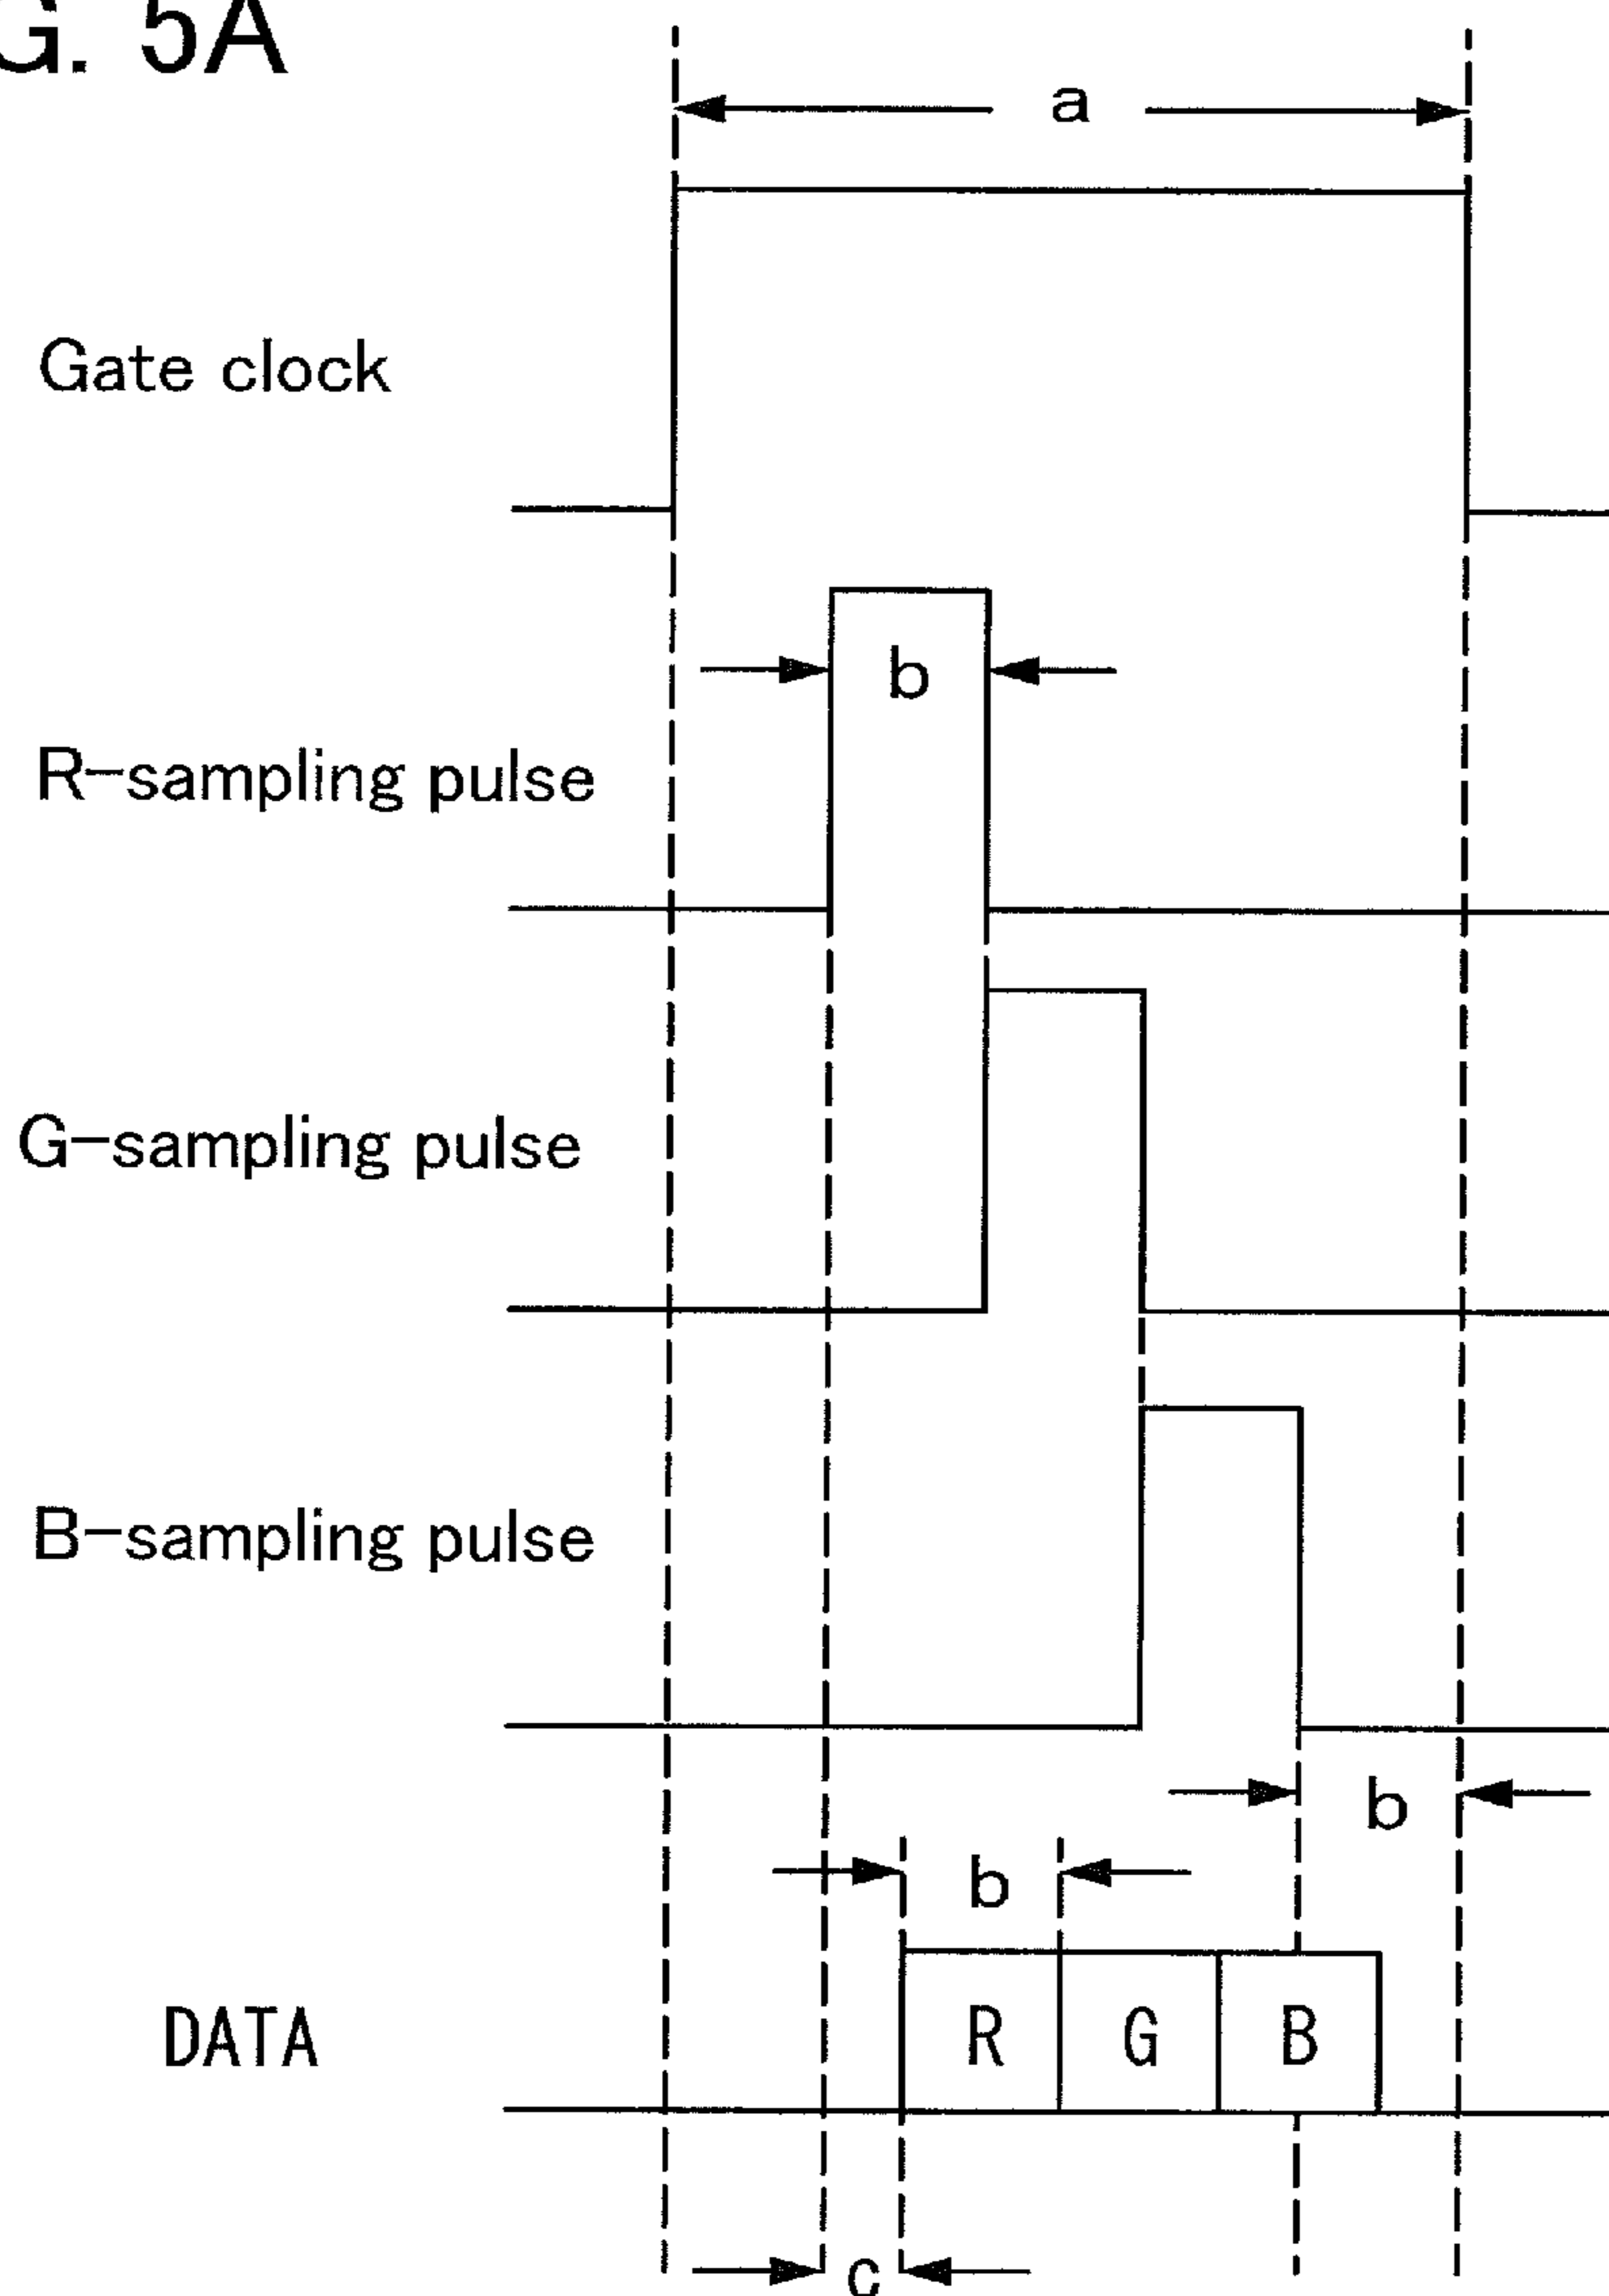 G. 5A
a
Gate clock
b
R-sampling pulse
G-sampling pulse
B-sampling pulse
b
b
DATA
R G B
c